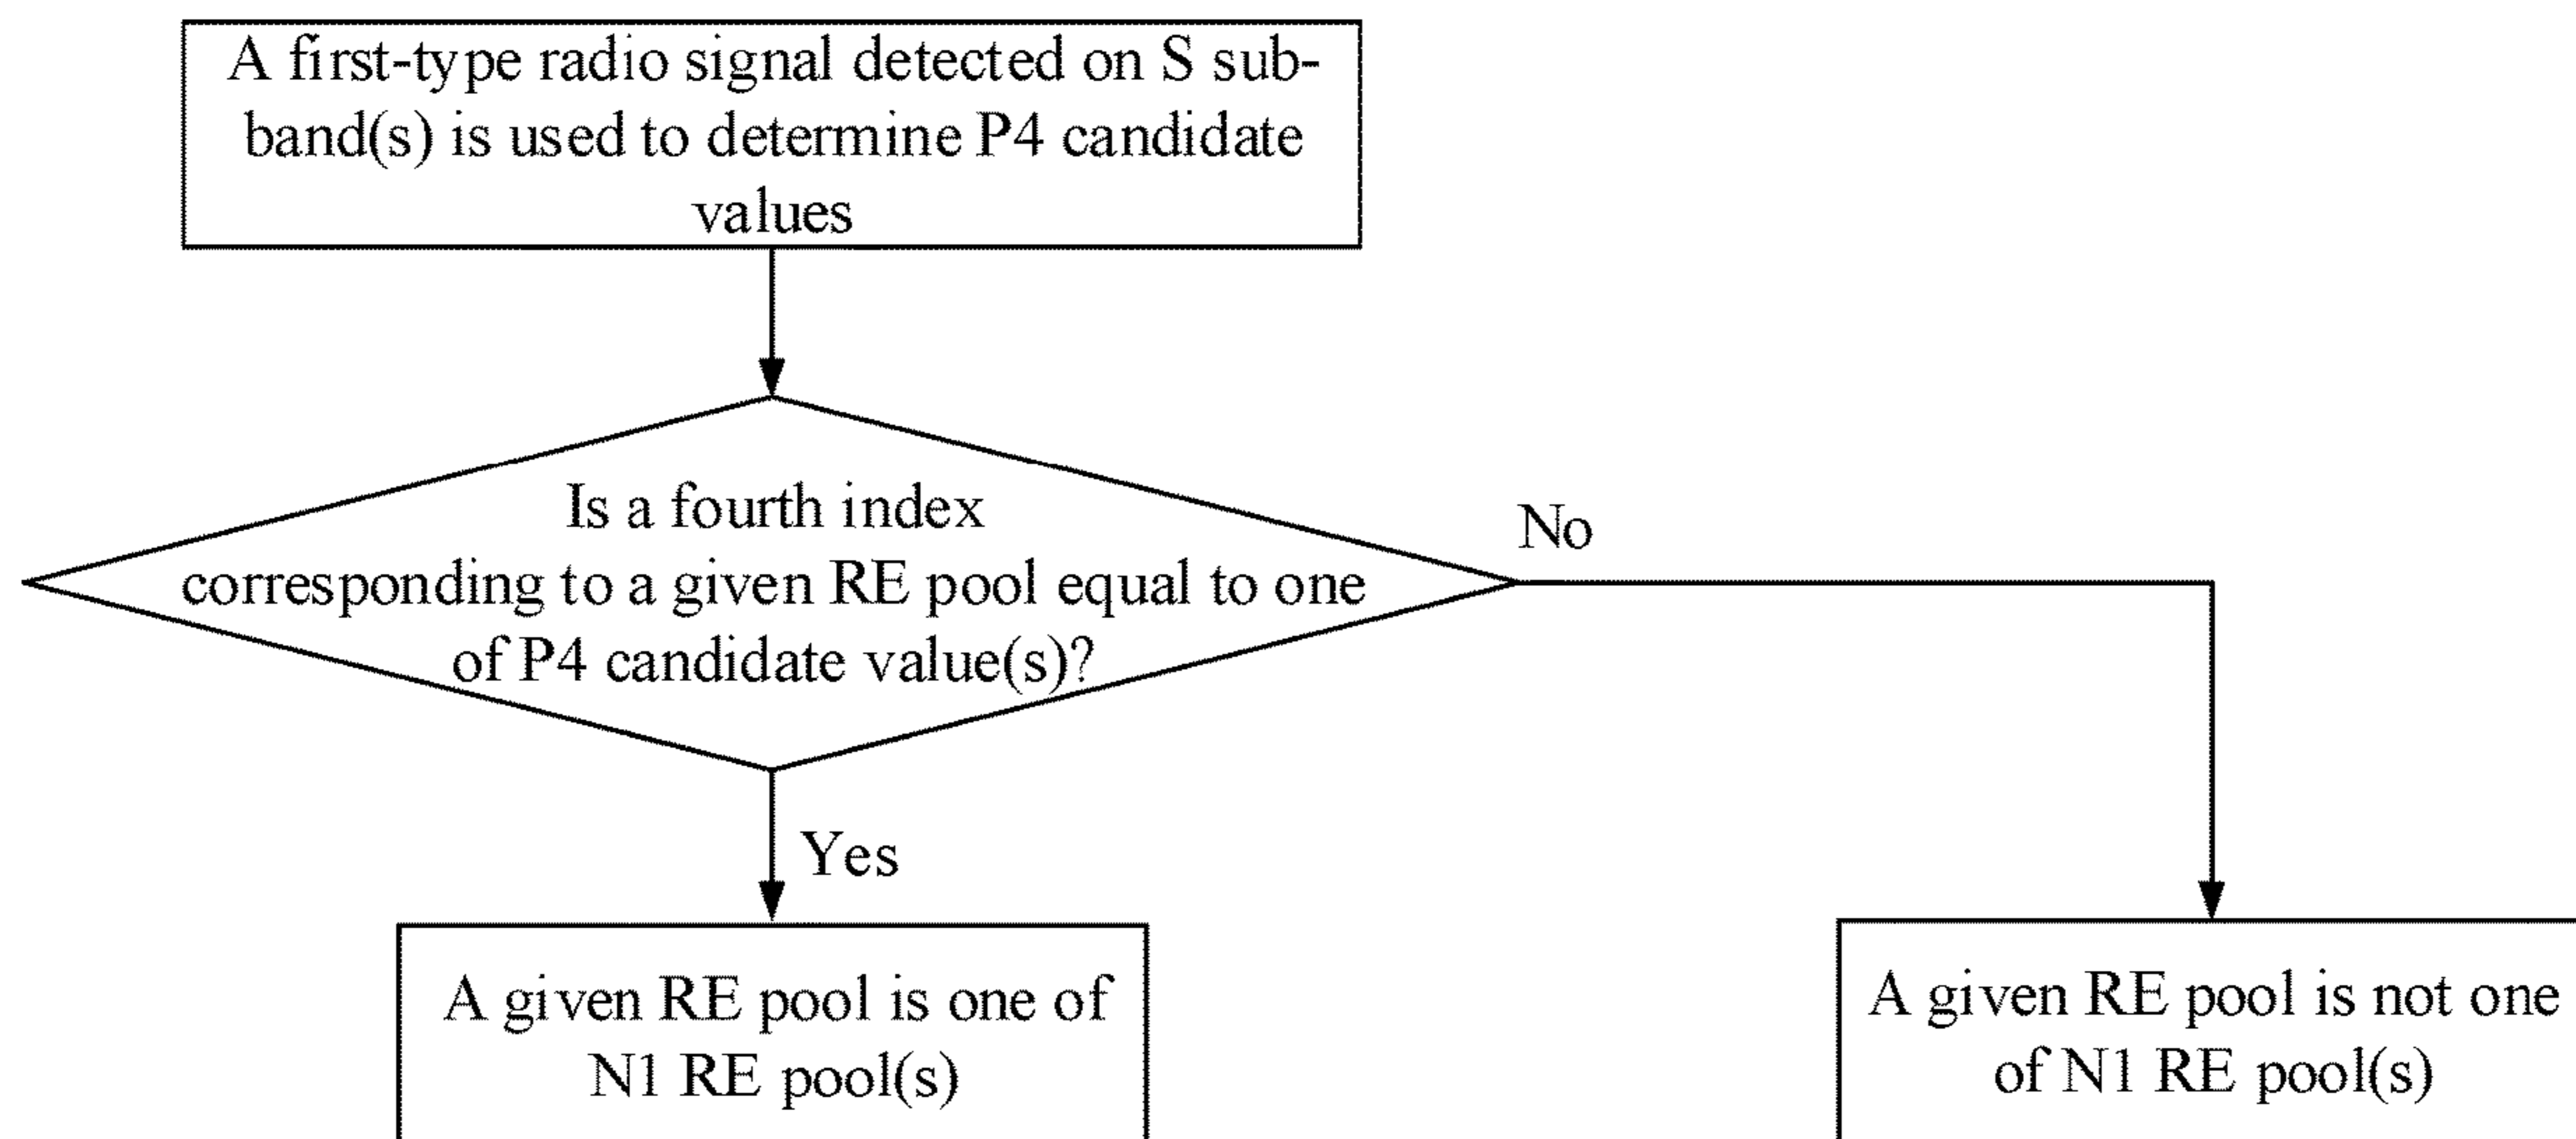 A first-type radio signal detected on S sub-
band(s) is used to determine P4 candidate
values
Is a fourth index
corresponding to a given RE pool equal to one
of P4 candidate value(s)?
No
Yes
A given RE pool is one of
N1 RE pool(s)
A given RE pool is not one
of N1 RE pool(s)